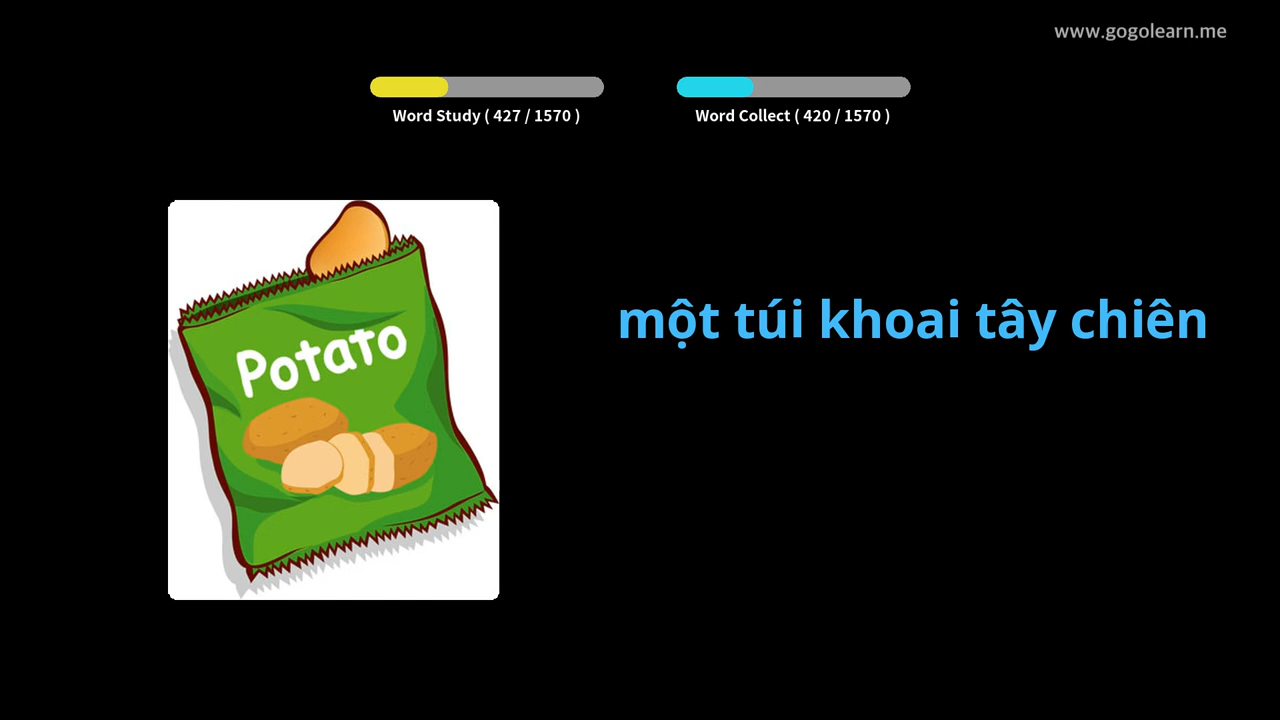 www.gogolearn.me
Word Study ( 427 / 1570 )
Word Collect ( 420 / 1570 )
Potato
một túi khoai tây chiên